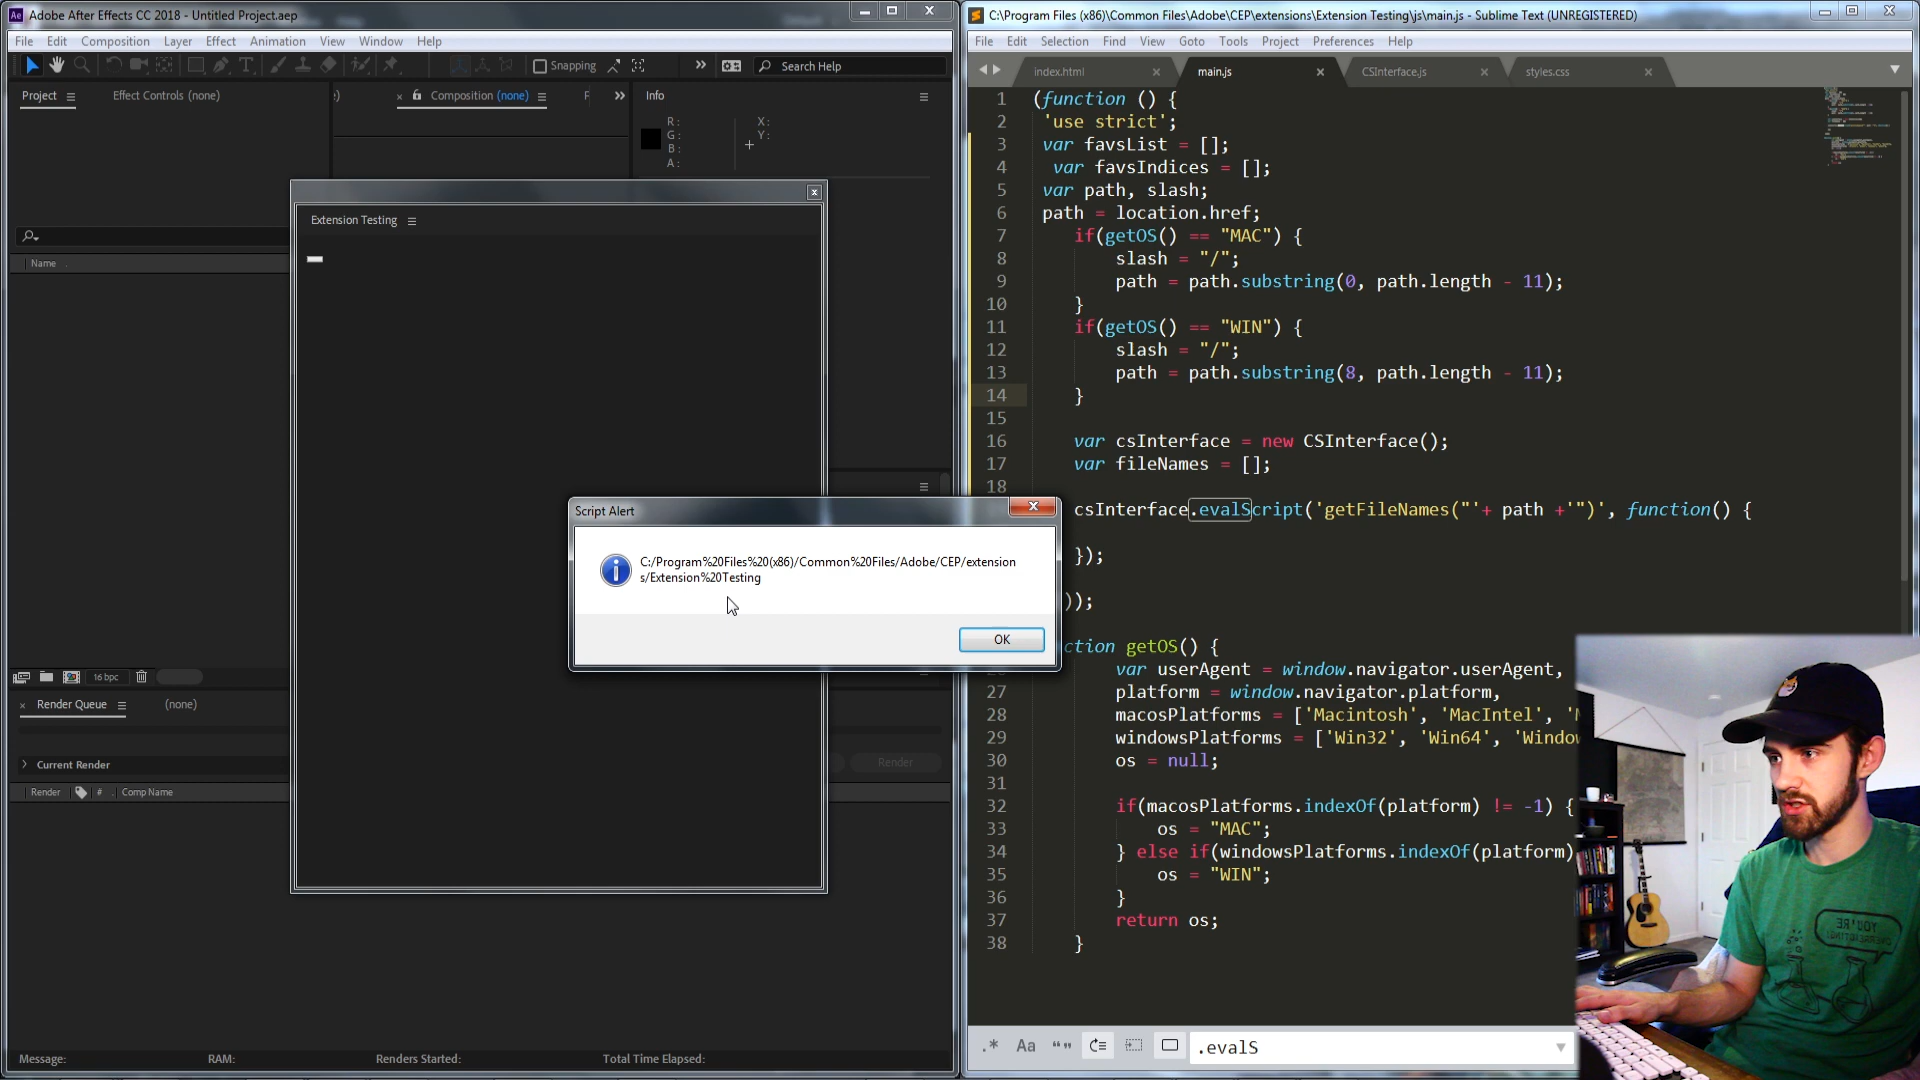 Adobe After Effects CC 2018 - Untitled Project.aep
File Edit Composition Layer Effect Animation View Window Help
Snapping
Search Help
Project
Effect Controls (none)
Composition (none)
Info
R:
G:
B:
A:
X:
Y:
Extension Testing
Name
16 bpc
Render Queue
(none)
Current Render
Render
Render # Comp Name
Message:
RAM:
Renders Started:
Total Time Elapsed:
Script Alert
C:/Program%20Files%20(x86)/Common%20Files/Adobe/CEP/extension
s/Extension%20Testing
OK
C:\Program Files (x86)\Common Files\Adobe\CEP\extensions\Extension Testing\js\main.js - Sublime Text (UNREGISTERED)
File Edit Selection Find View Goto Tools Project Preferences Help
index.html
main.js
CSInterface.js
styles.css
1 (function () {
2 'use strict';
3 var favsList = [];
4 var favsIndices = [];
5 var path, slash;
6 path = location.href;
7 if(getOS() == "MAC") {
8 slash = "/";
9 path = path.substring(0, path.length - 11);
10 }
11 if(getOS() == "WIN") {
12 slash = "/";
13 path = path.substring(8, path.length - 11);
14 }
15
16 var csInterface = new CSInterface();
17 var fileNames = [];
18
csInterface.evalScript('getFileNames("'+ path +'")', function() {
});
));
ction getOS() {
var userAgent = window.navigator.userAgent,
27 platform = window.navigator.platform,
28 macosPlatforms = ['Macintosh', 'MacIntel', '
29 windowsPlatforms = ['Win32', 'Win64', 'Window
30 os = null;
31
32 if(macosPlatforms.indexOf(platform) != -1) {
33 os = "MAC";
34 } else if(windowsPlatforms.indexOf(platform)
35 os = "WIN";
36 }
37 return os;
38 }
.* Aa “”
.evalS
YOU'RE
OVERREACTING!